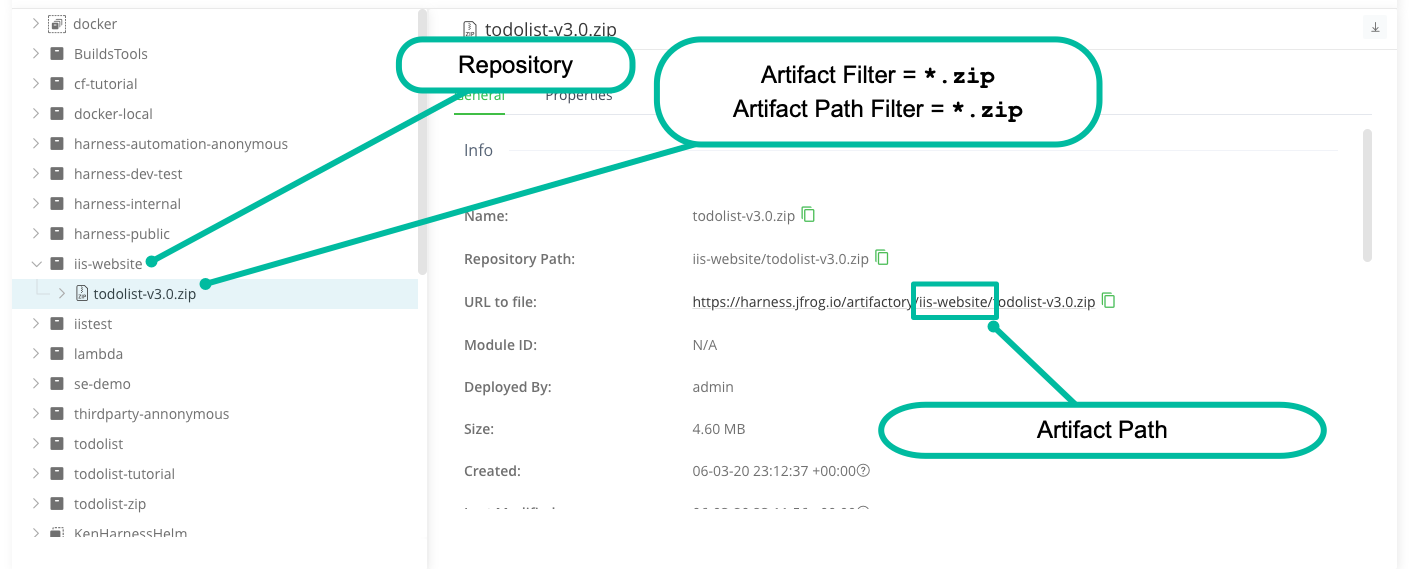 docker
BuildsTools
cf-tutorial
docker-local
harness-automation-anonymous
harness-dev-test
harness-internal
harness-public
iis-website
ZIP todolist-v3.0.zip
iistest
lambda
se-demo
thirdparty-annonymous
todolist
todolist-tutorial
todolist-zip
KenHarnessHelm
ZIP todolist-v3.0.zip
Repository
Artifact Filter = *.zip
Artifact Path Filter = *.zip
General Properties
Info
Name: todolist-v3.0.zip
Repository Path: iis-website/todolist-v3.0.zip
URL to file: https://harness.jfrog.io/artifactory/iis-website/todolist-v3.0.zip
Module ID: N/A
Deployed By: admin
Artifact Path
Size: 4.60 MB
Created: 06-03-20 23:12:37 +00:00?